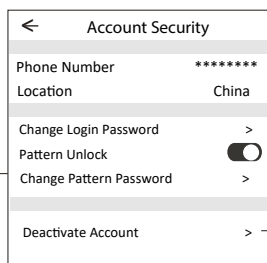 Account Security
Phone Number ********
Location China
Change Login Password >
Pattern Unlock
Change Pattern Password >
Deactivate Account >